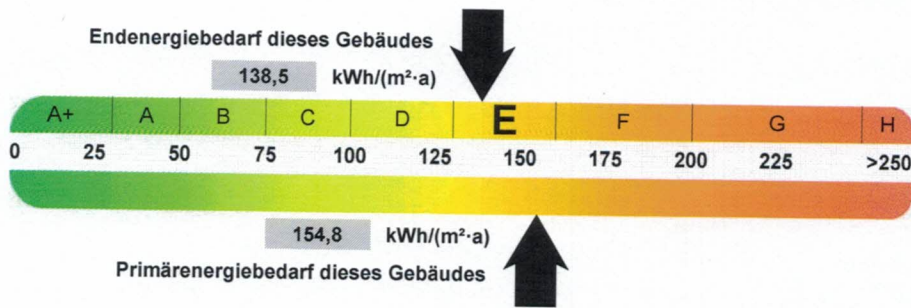 Endenergiebedarf dieses Gebäudes
138,5 kWh/(m²·a)
A+ A B C D E F G H
0 25 50 75 100 125 150 175 200 225 >250
154,8 kWh/(m²·a)
Primärenergiebedarf dieses Gebäudes